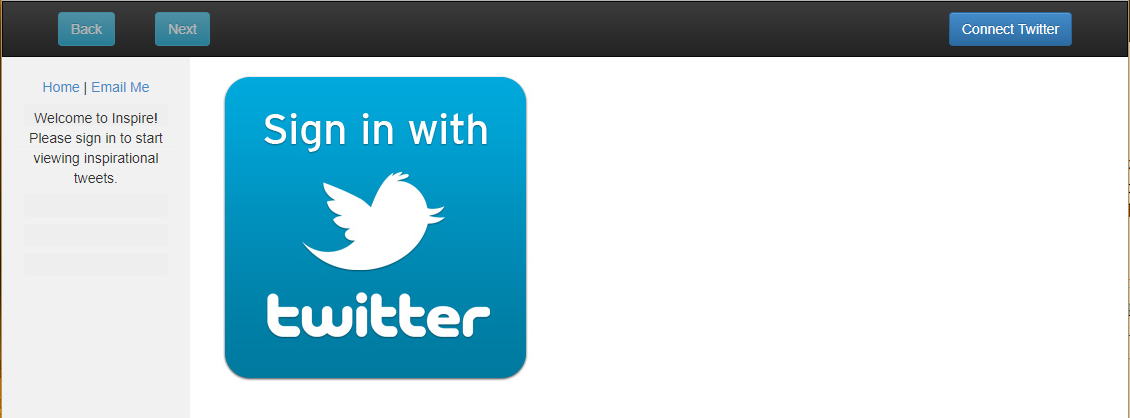 Back Next Connect Twitter
Home | Email Me
Welcome to Inspire!
Please sign in to start
viewing inspirational
tweets.
Sign in with
twitter